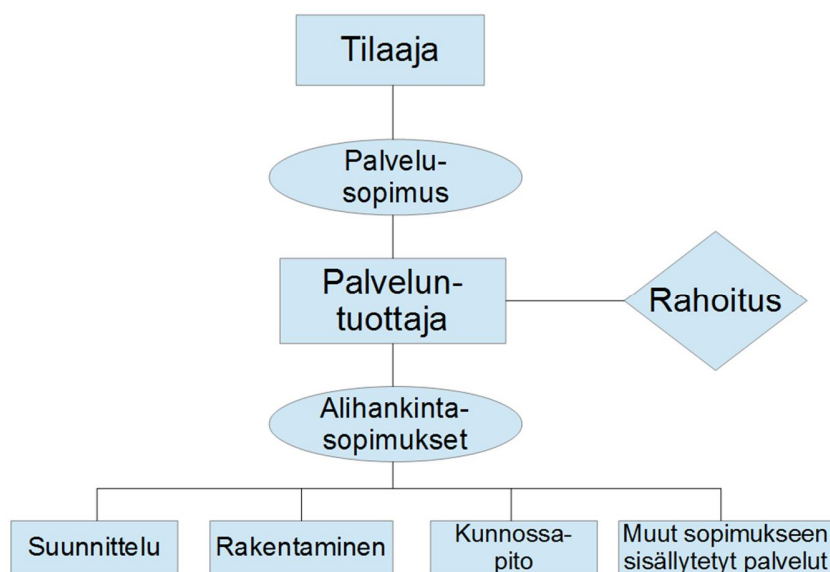 Tilaaja
Palvelu-
sopimus
Palvelun-
tuottaja
Rahoitus
Alihankinta-
sopimukset
Suunnittelu
Rakentaminen
Kunnossa-
pito
Muut sopimukseen
sisällytetyt palvelut